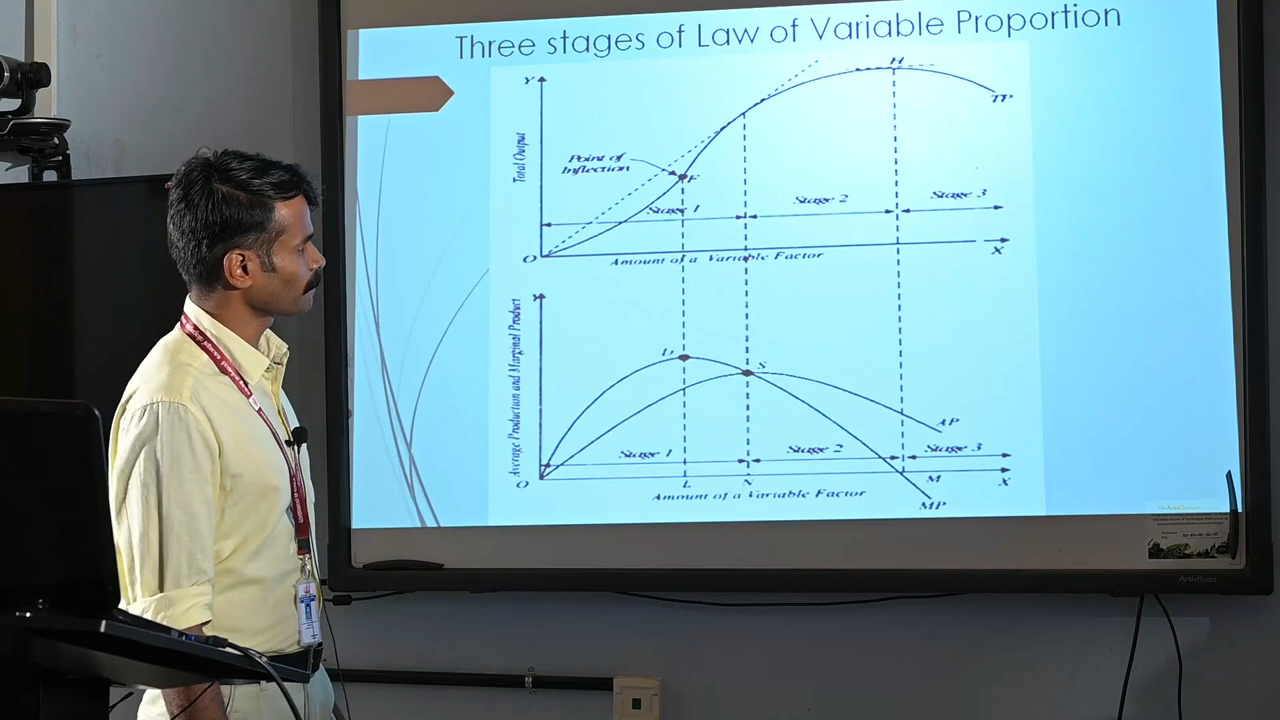 Three stages of Law of Variable Proportion
Y
H
TP
Total Output
Point of
Inflection
F
Stage 1
Stage 2
Stage 3
O
Amount of a Variable Factor
X
Y
Average Production and Marginal Product
D
S
AP
Stage 1
Stage 2
Stage 3
O
L
N
M
X
Amount of a Variable Factor
MP
ActivBoard